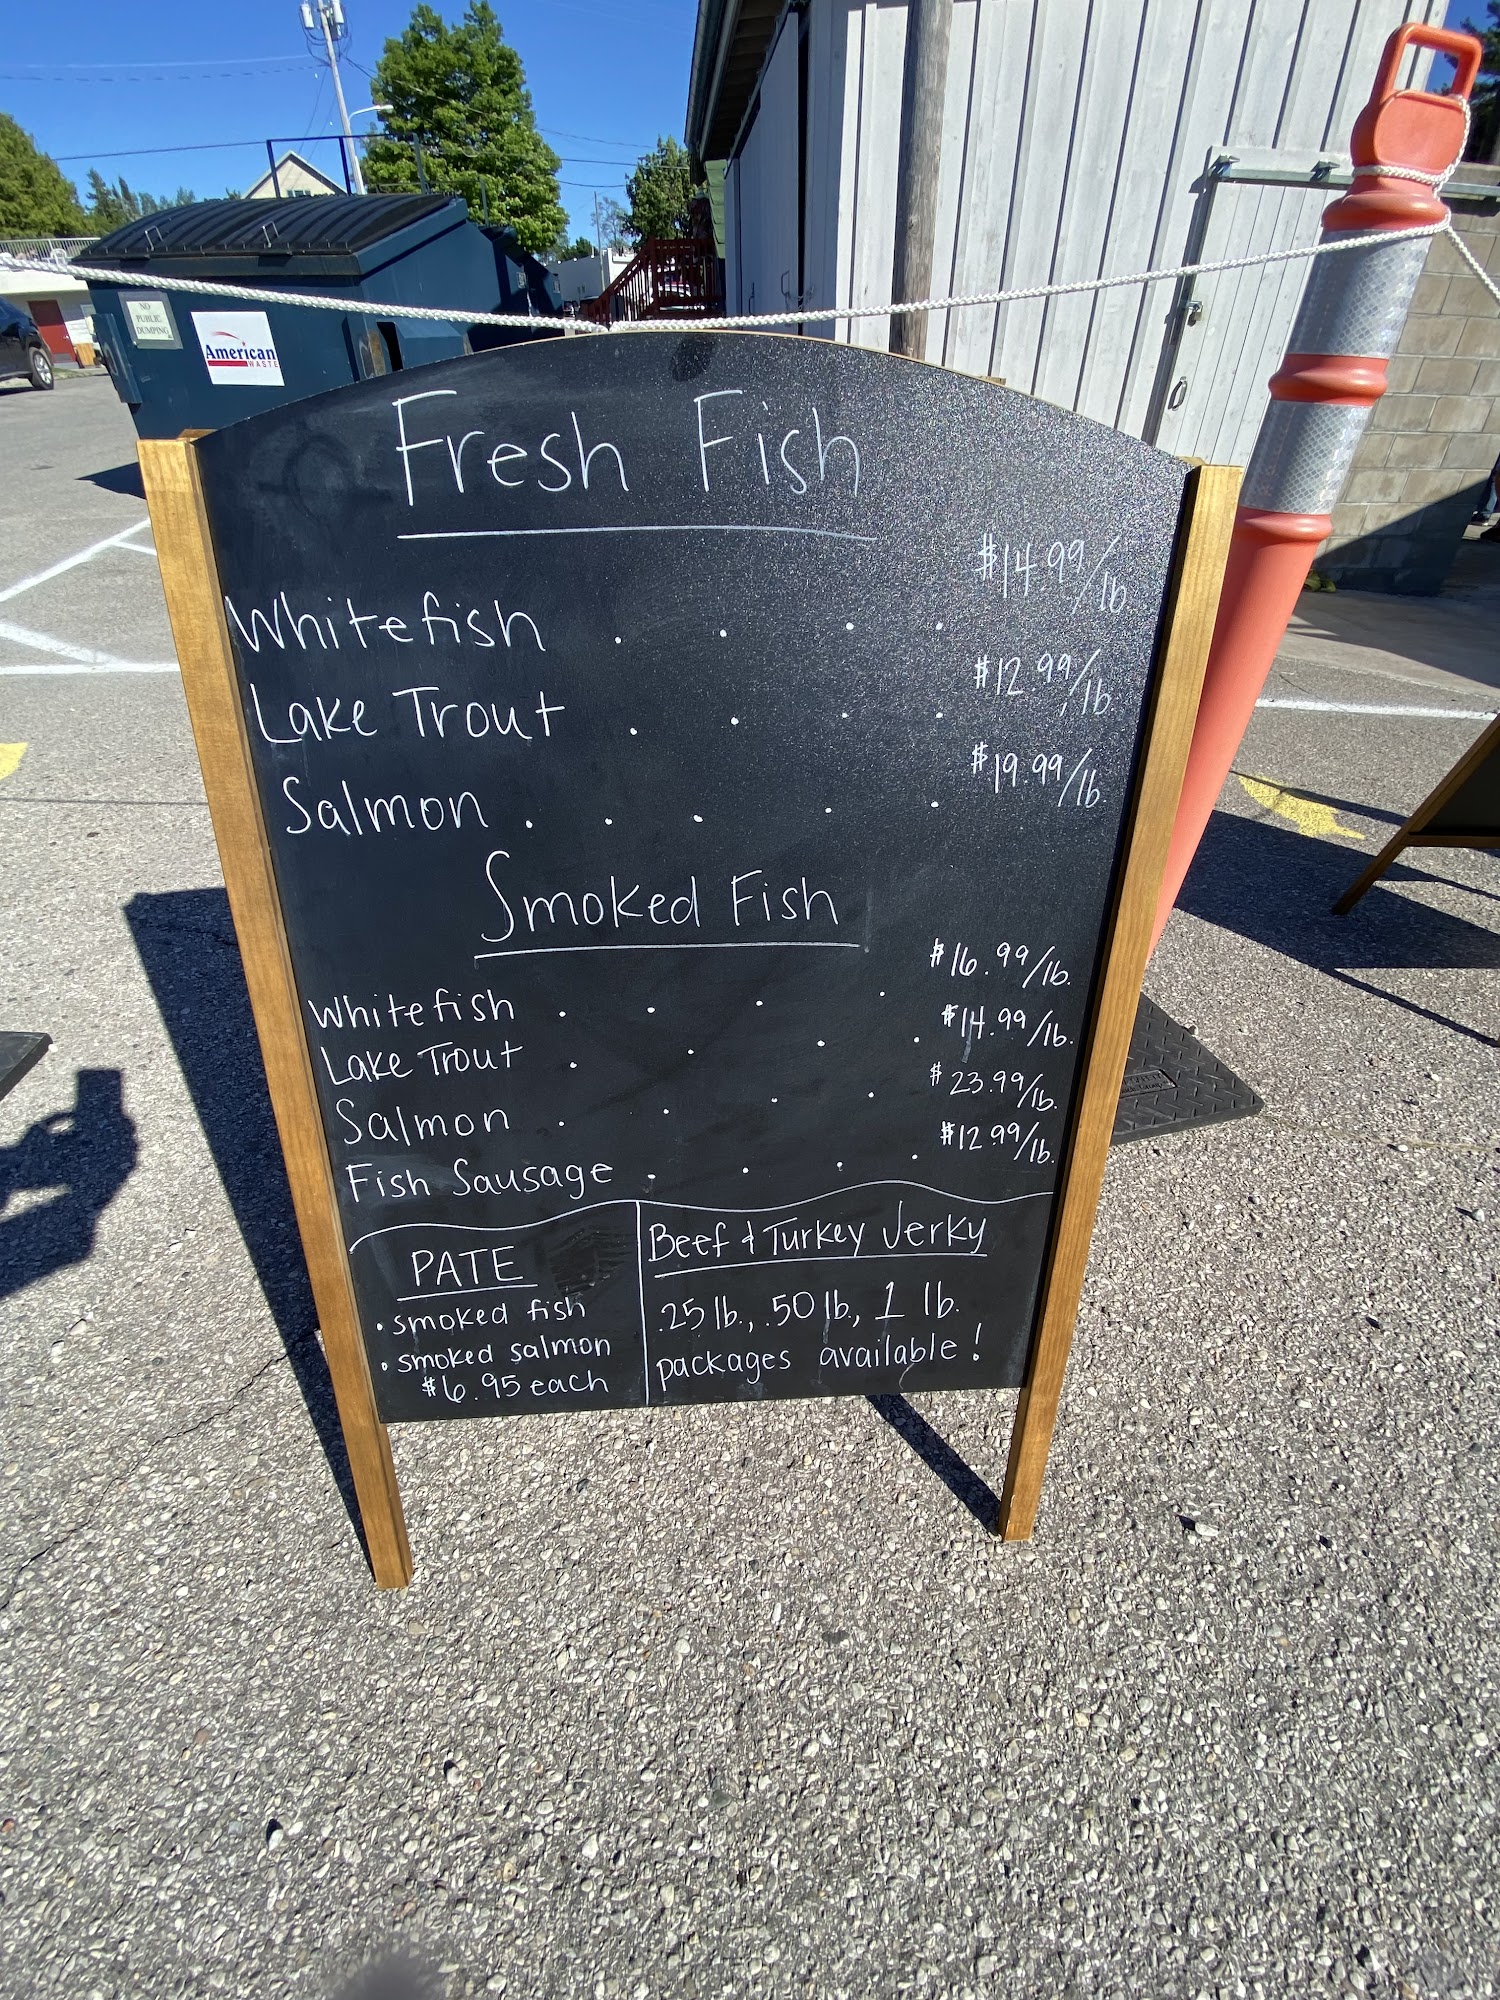 NO
PUBLIC
DUMPING
American
WASTE
Fresh Fish
Whitefish . . . . $14.99/lb
Lake Trout . . . . $12.99/lb.
Salmon . . . . . $19.99/lb.
Smoked Fish
Whitefish . . . . $16.99/lb.
Lake Trout . . . . $14.99/lb.
Salmon . . . . $23.99/lb.
Fish Sausage . . . . $12.99/lb.
PATE
• smoked fish
• smoked salmon
$6.95 each
Beef & Turkey Jerky
.25 lb., .50 lb., 1 lb.
packages available!